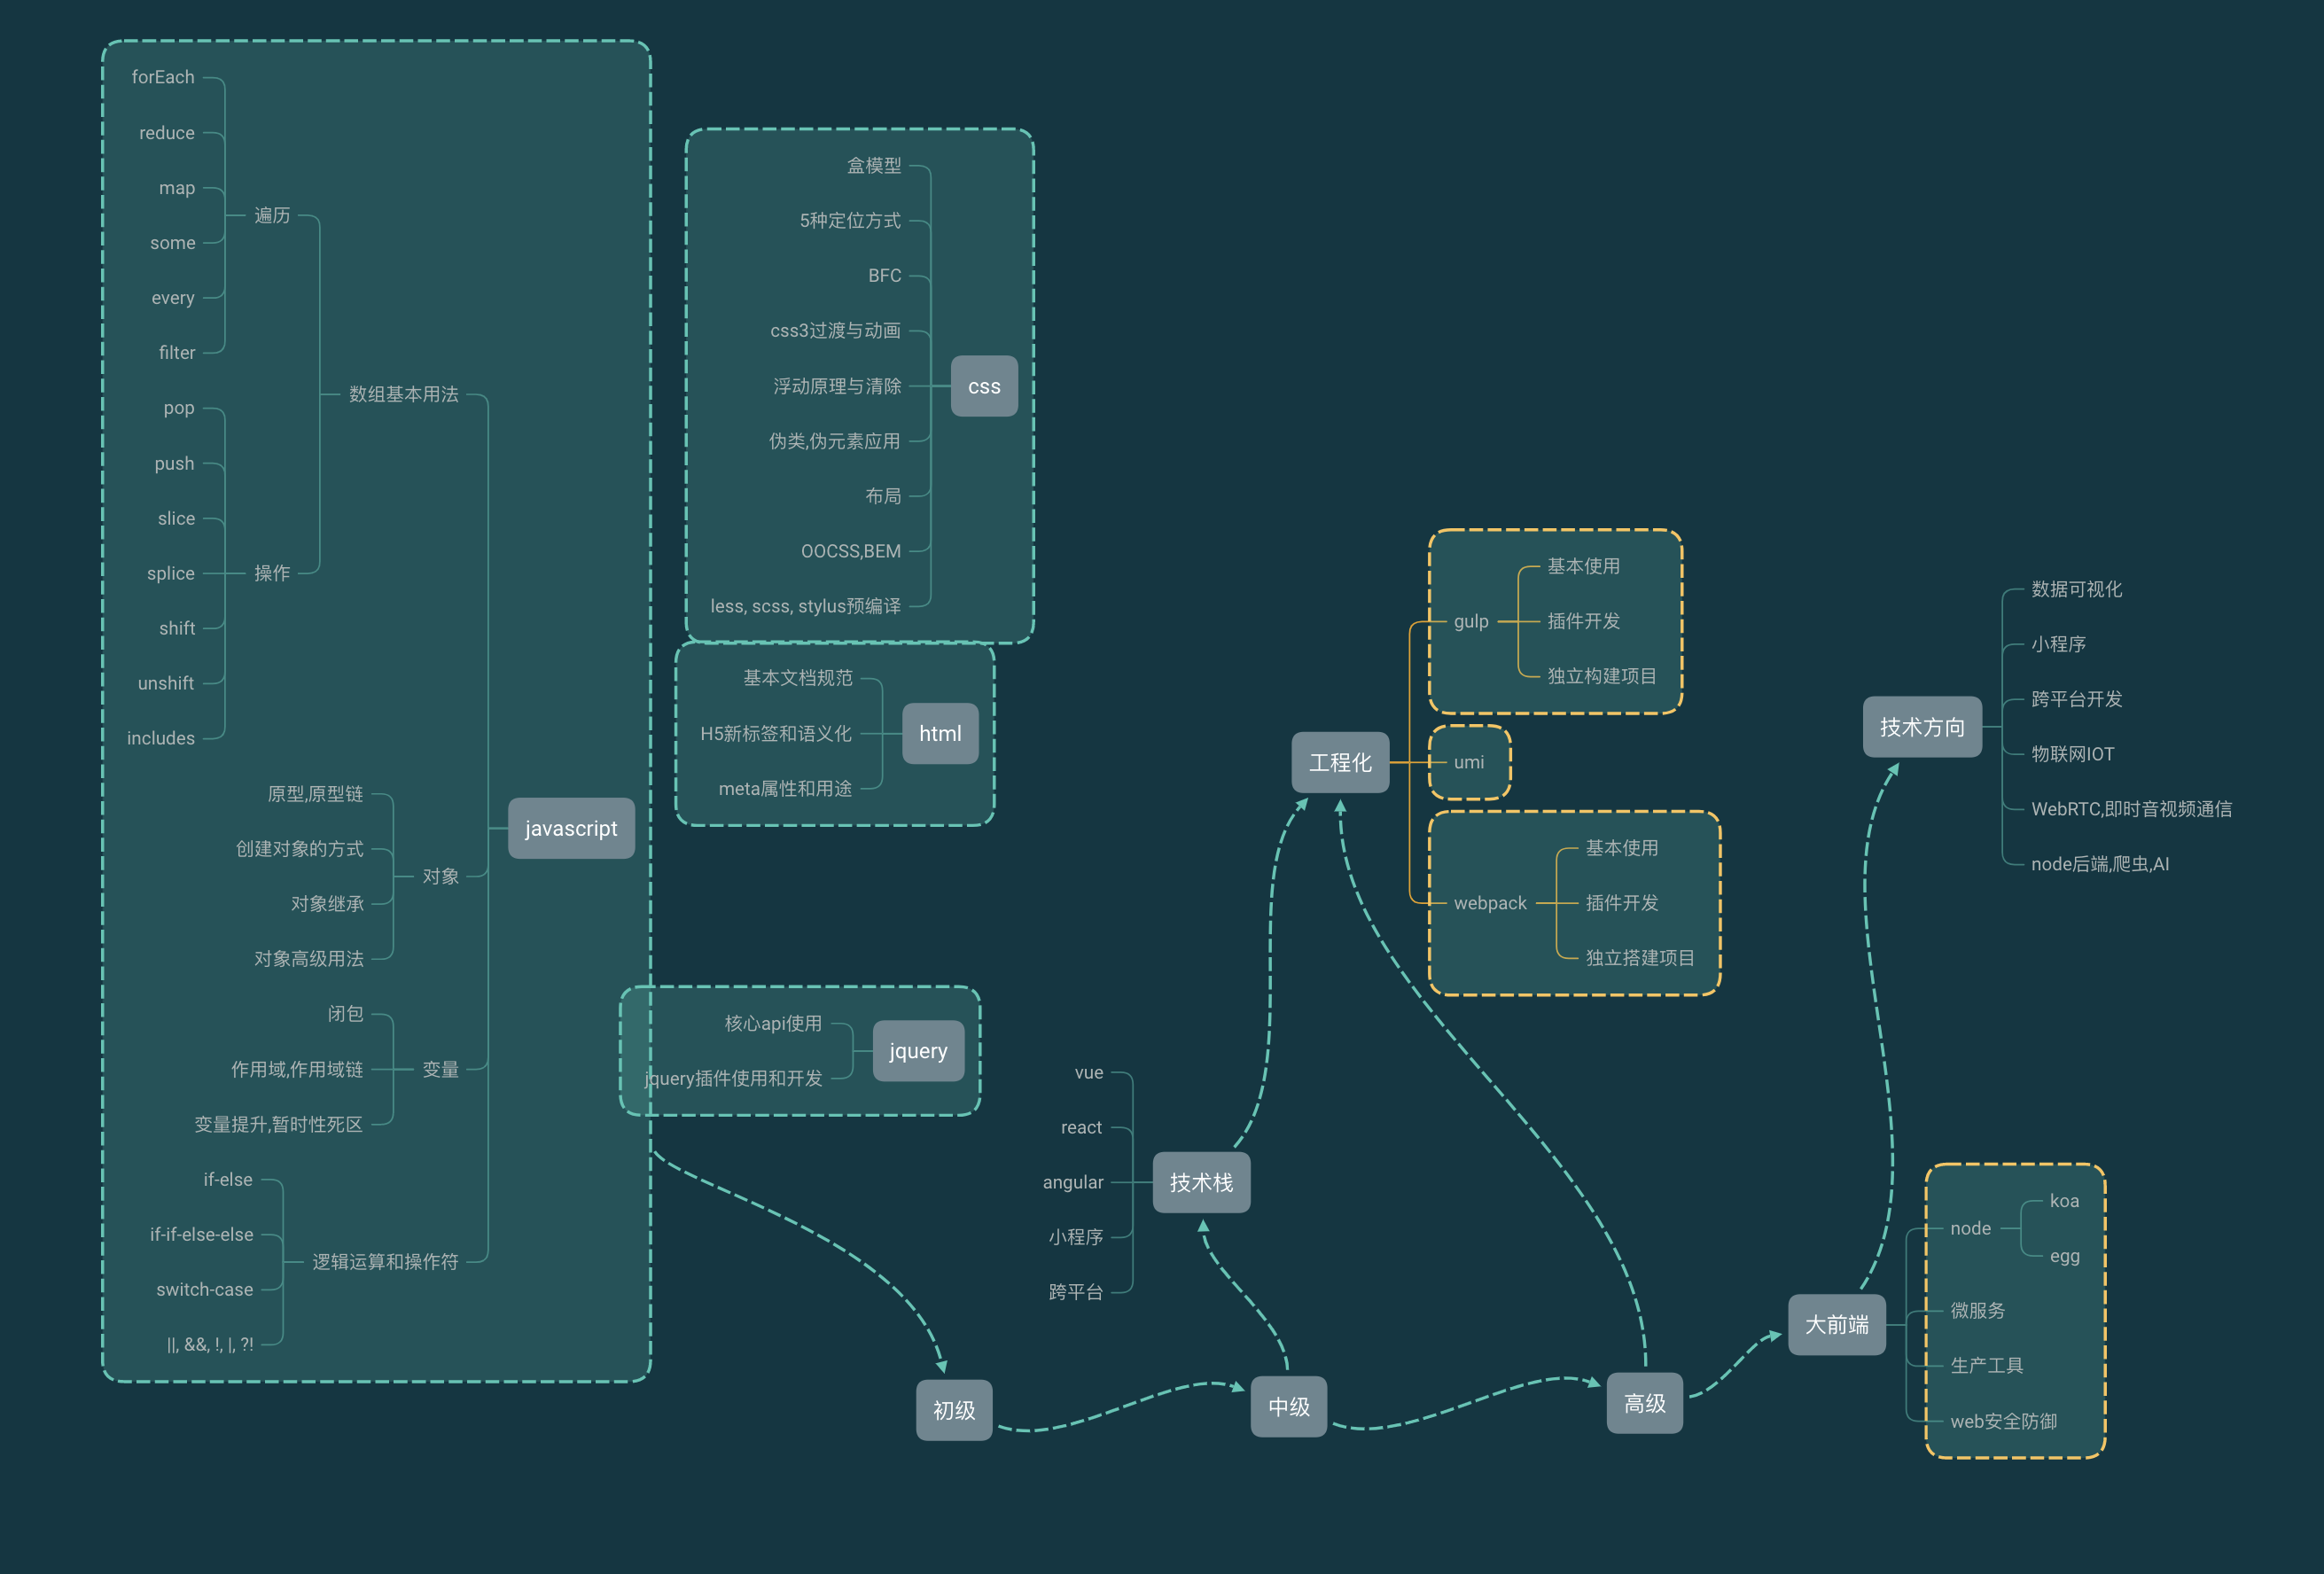 forEach
reduce
map
some
every
filter
遍历
pop
push
slice
splice
shift
unshift
includes
操作
数组基本用法
原型,原型链
创建对象的方式
对象继承
对象高级用法
对象
闭包
作用域,作用域链
变量提升,暂时性死区
变量
if-else
if-if-else-else
switch-case
||, &&, !, |, ?!
逻辑运算和操作符
javascript
盒模型
5种定位方式
BFC
css3过渡与动画
浮动原理与清除
伪类,伪元素应用
布局
OOCSS,BEM
less, scss, stylus预编译
css
基本文档规范
H5新标签和语义化
meta属性和用途
html
核心api使用
jquery插件使用和开发
jquery
初级
中级
高级
vue
react
angular
小程序
跨平台
技术栈
工程化
gulp
基本使用
插件开发
独立构建项目
umi
webpack
基本使用
插件开发
独立搭建项目
大前端
node
koa
egg
微服务
生产工具
web安全防御
技术方向
数据可视化
小程序
跨平台开发
物联网IOT
WebRTC,即时音视频通信
node后端,爬虫,AI